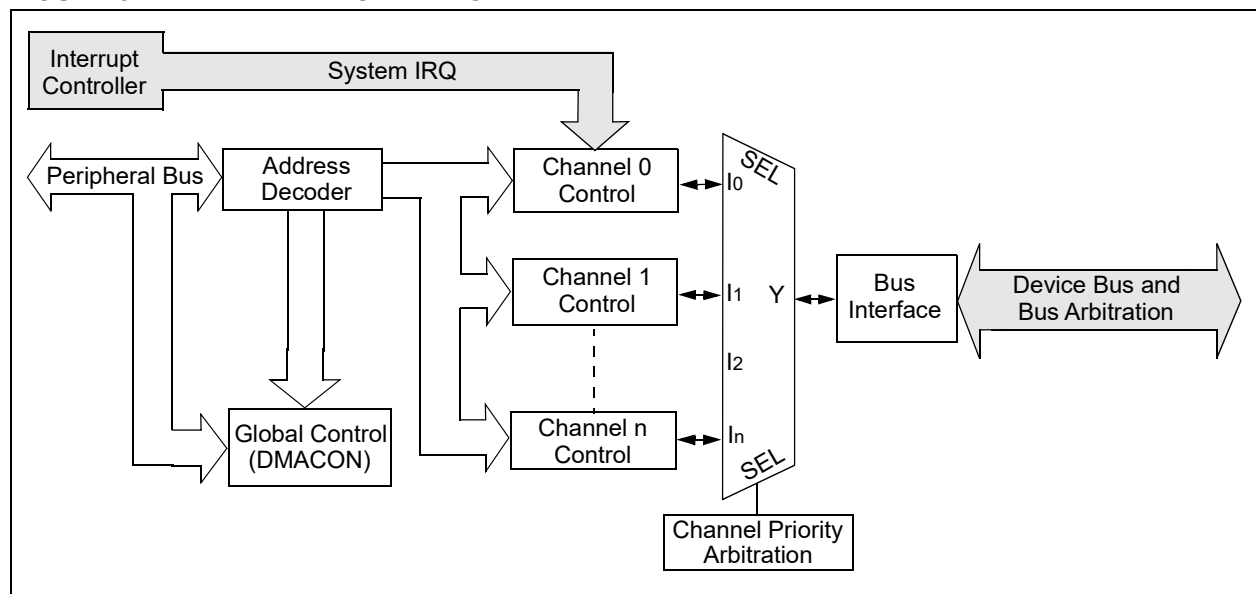 Interrupt
Controller
System IRQ
Peripheral Bus
Address
Decoder
Channel 0
Control
I0
SEL
Channel 1
Control
I1
Y
Bus
Interface
Device Bus and
Bus Arbitration
I2
Global Control
(DMACON)
Channel n
Control
In
SEL
Channel Priority
Arbitration